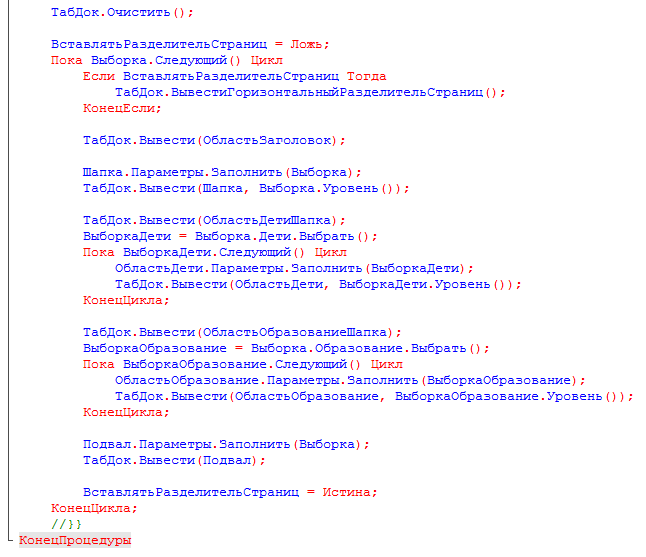 ТабДок.Очистить();
ВставлятьРазделительСтраниц = Ложь;
Пока Выборка.Следующий() Цикл
Если ВставлятьРазделительСтраниц Тогда
ТабДок.ВывестиГоризонтальныйРазделительСтраниц();
КонецЕсли;
ТабДок.Вывести(ОбластьЗаголовок);
Шапка.Параметры.Заполнить(Выборка);
ТабДок.Вывести(Шапка, Выборка.Уровень());
ТабДок.Вывести(ОбластьДетиШапка);
ВыборкаДети = Выборка.Дети.Выбрать();
Пока ВыборкаДети.Следующий() Цикл
ОбластьДети.Параметры.Заполнить(ВыборкаДети);
ТабДок.Вывести(ОбластьДети, ВыборкаДети.Уровень());
КонецЦикла;
ТабДок.Вывести(ОбластьОбразованиеШапка);
ВыборкаОбразование = Выборка.Образование.Выбрать();
Пока ВыборкаОбразование.Следующий() Цикл
ОбластьОбразование.Параметры.Заполнить(ВыборкаОбразование);
ТабДок.Вывести(ОбластьОбразование, ВыборкаОбразование.Уровень());
КонецЦикла;
Подвал.Параметры.Заполнить(Выборка);
ТабДок.Вывести(Подвал);
ВставлятьРазделительСтраниц = Истина;
КонецЦикла;
//}}
КонецПроцедуры